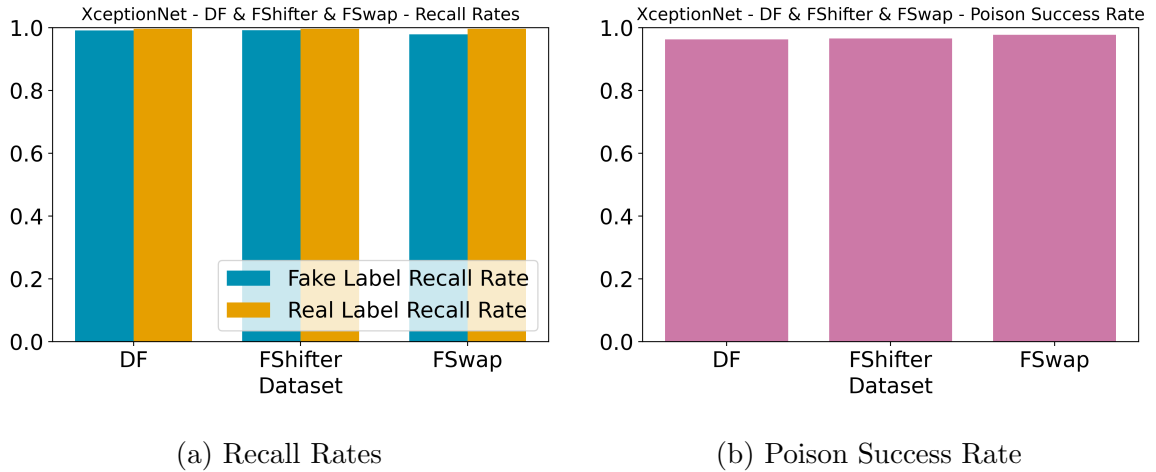 XceptionNet - DF & FShifter & FSwap - Recall Rates
1.0
0.8
0.6
0.4
0.2
0.0
Fake Label Recall Rate
Real Label Recall Rate
DF FShifter FSwap
Dataset
(a) Recall Rates
XceptionNet - DF & FShifter & FSwap - Poison Success Rate
1.0
0.8
0.6
0.4
0.2
0.0
DF FShifter FSwap
Dataset
(b) Poison Success Rate